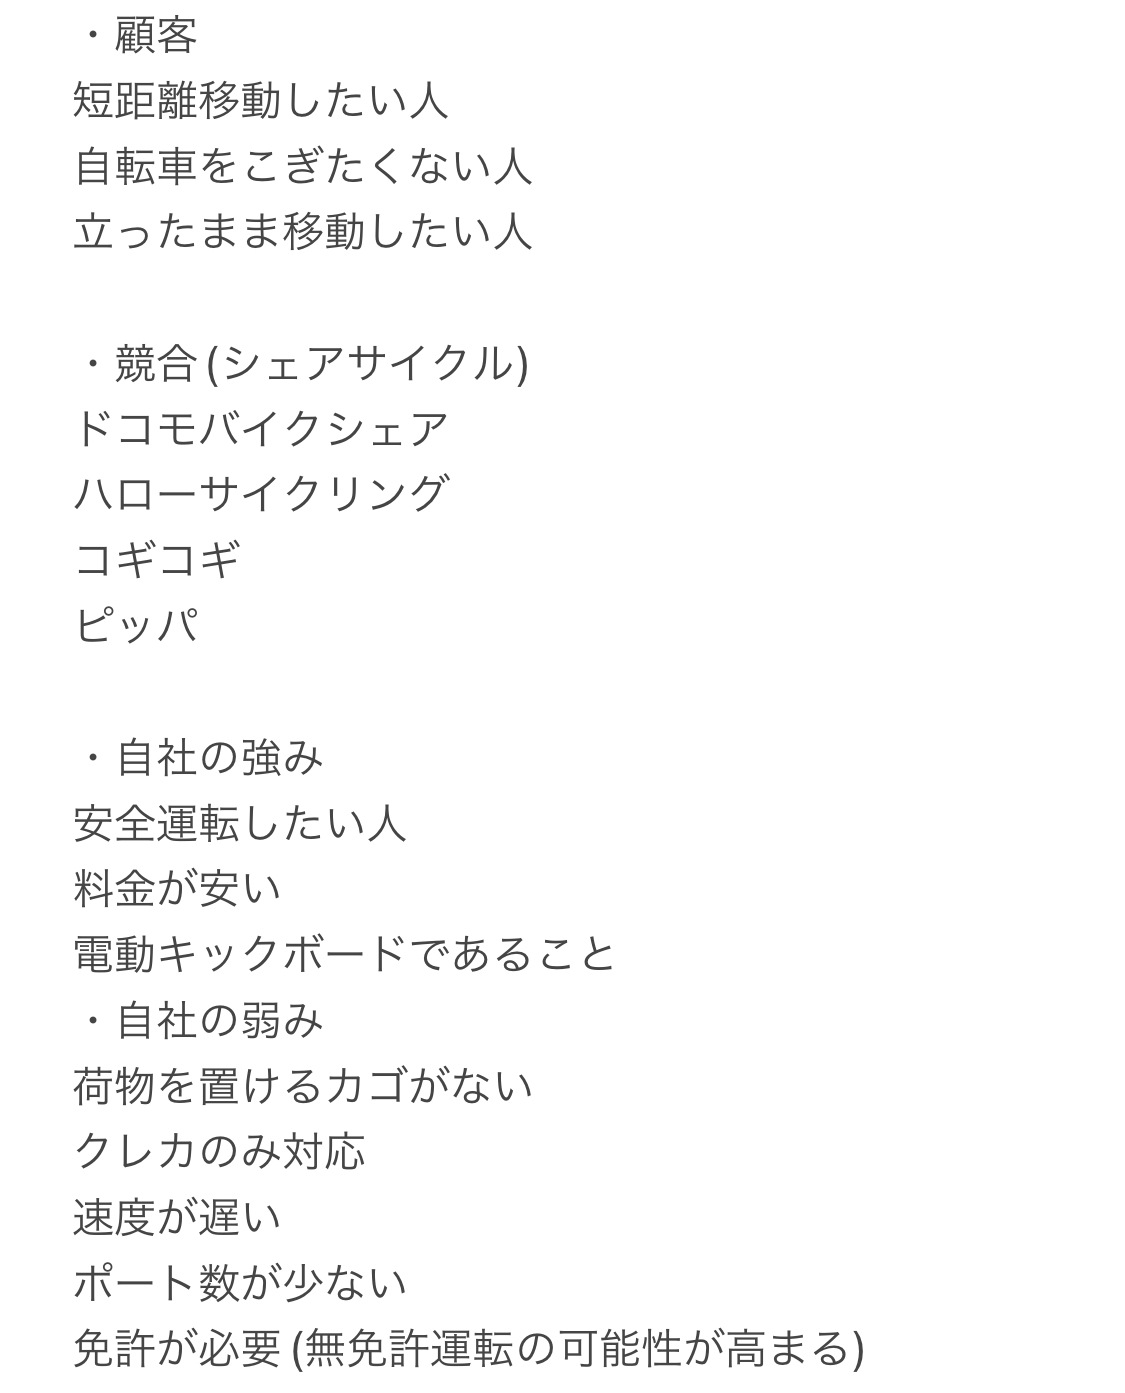 ・顧客
短距離移動したい人
自転車をこぎたくない人
立ったまま移動したい人
・競合(シェアサイクル)
ドコモバイクシェア
ハローサイクリング
コギコギ
ピッパ
・自社の強み
安全運転したい人
料金が安い
電動キックボードであること
・自社の弱み
荷物を置けるカゴがない
クレカのみ対応
速度が遅い
ポート数が少ない
免許が必要(無免許運転の可能性が高まる)